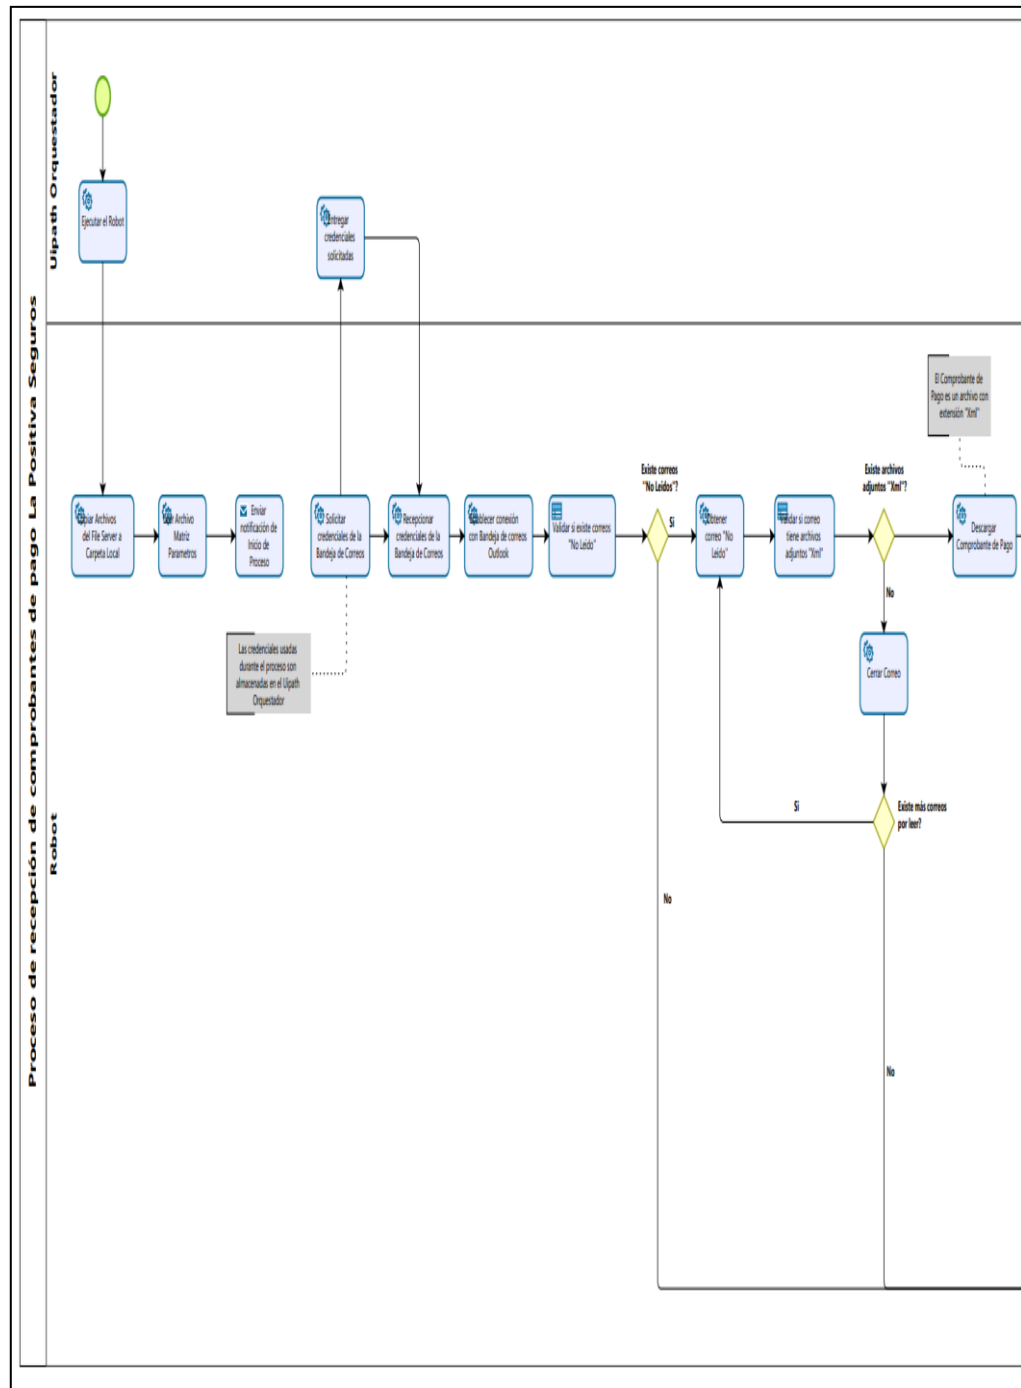 Proceso de recepción de comprobantes de pago La Positiva Seguros
Uipath Orquestador
Robot
Ejecutar el Robot
Entregar
credenciales
solicitadas
El Comprobante de
Pago es un archivo con
extensión "Xml"
Copiar Archivos
del File Server a
Carpeta Local
Archivo
Matriz
Parametros
Enviar
notificación de
Inicio de
Proceso
Solicitar
credenciales de la
Bandeja de Correos
Recepcionar
credenciales de la
Bandeja de Correos
Establecer conexión
con Bandeja de correos
Outlook
Validar si existe correos
"No Leido"
Existe correos
"No Leidos"?
Si
Obtener
correo "No
Leido"
Validar si correo
tiene archivos
adjuntos "Xml"
Existe archivos
adjuntos "Xml"?
Descargar
Comprobante de Pago
No
Las credenciales usadas
durante el proceso son
almacenadas en el Uipath
Orquestador
Cerrar Correo
Si
Existe más correos
por leer?
No
No